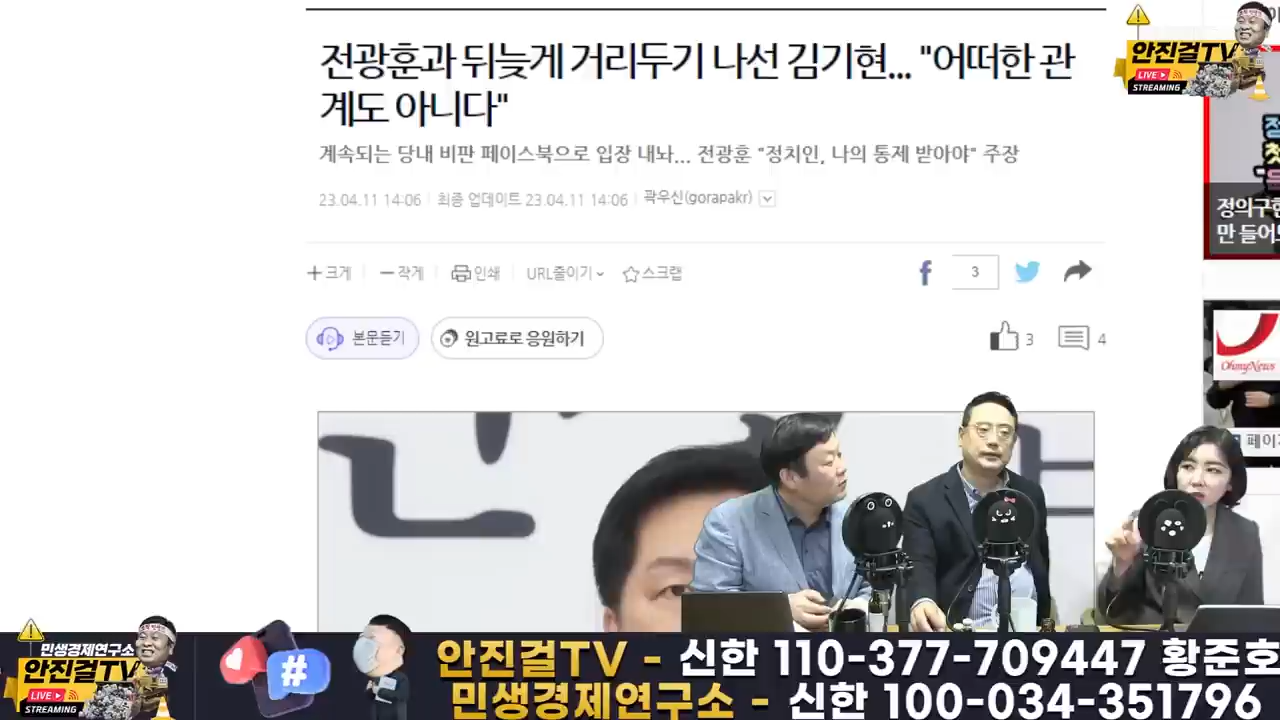 전광훈과 뒤늦게 거리두기 나선 김기현... "어떠한 관
계도 아니다"
계속되는 당내 비판 페이스북으로 입장 내놔... 전광훈 "정치인, 나의 통제 받아야" 주장
23.04.11 14:06 최종 업데이트 23.04.11 14:06 곽우신(gorapakr)
크게 작게 인쇄 URL줄이기 스크랩
3
본문듣기 원고료로 응원하기
3 4
안진걸TV
LIVE
STREAMING
정의구현
만 들어
OhmyNews
페이지
민생경제연구소
안진걸TV
LIVE
STREAMING
#
안진걸TV - 신한 110-377-709447 황준호
민생경제연구소 - 신한 100-034-351796